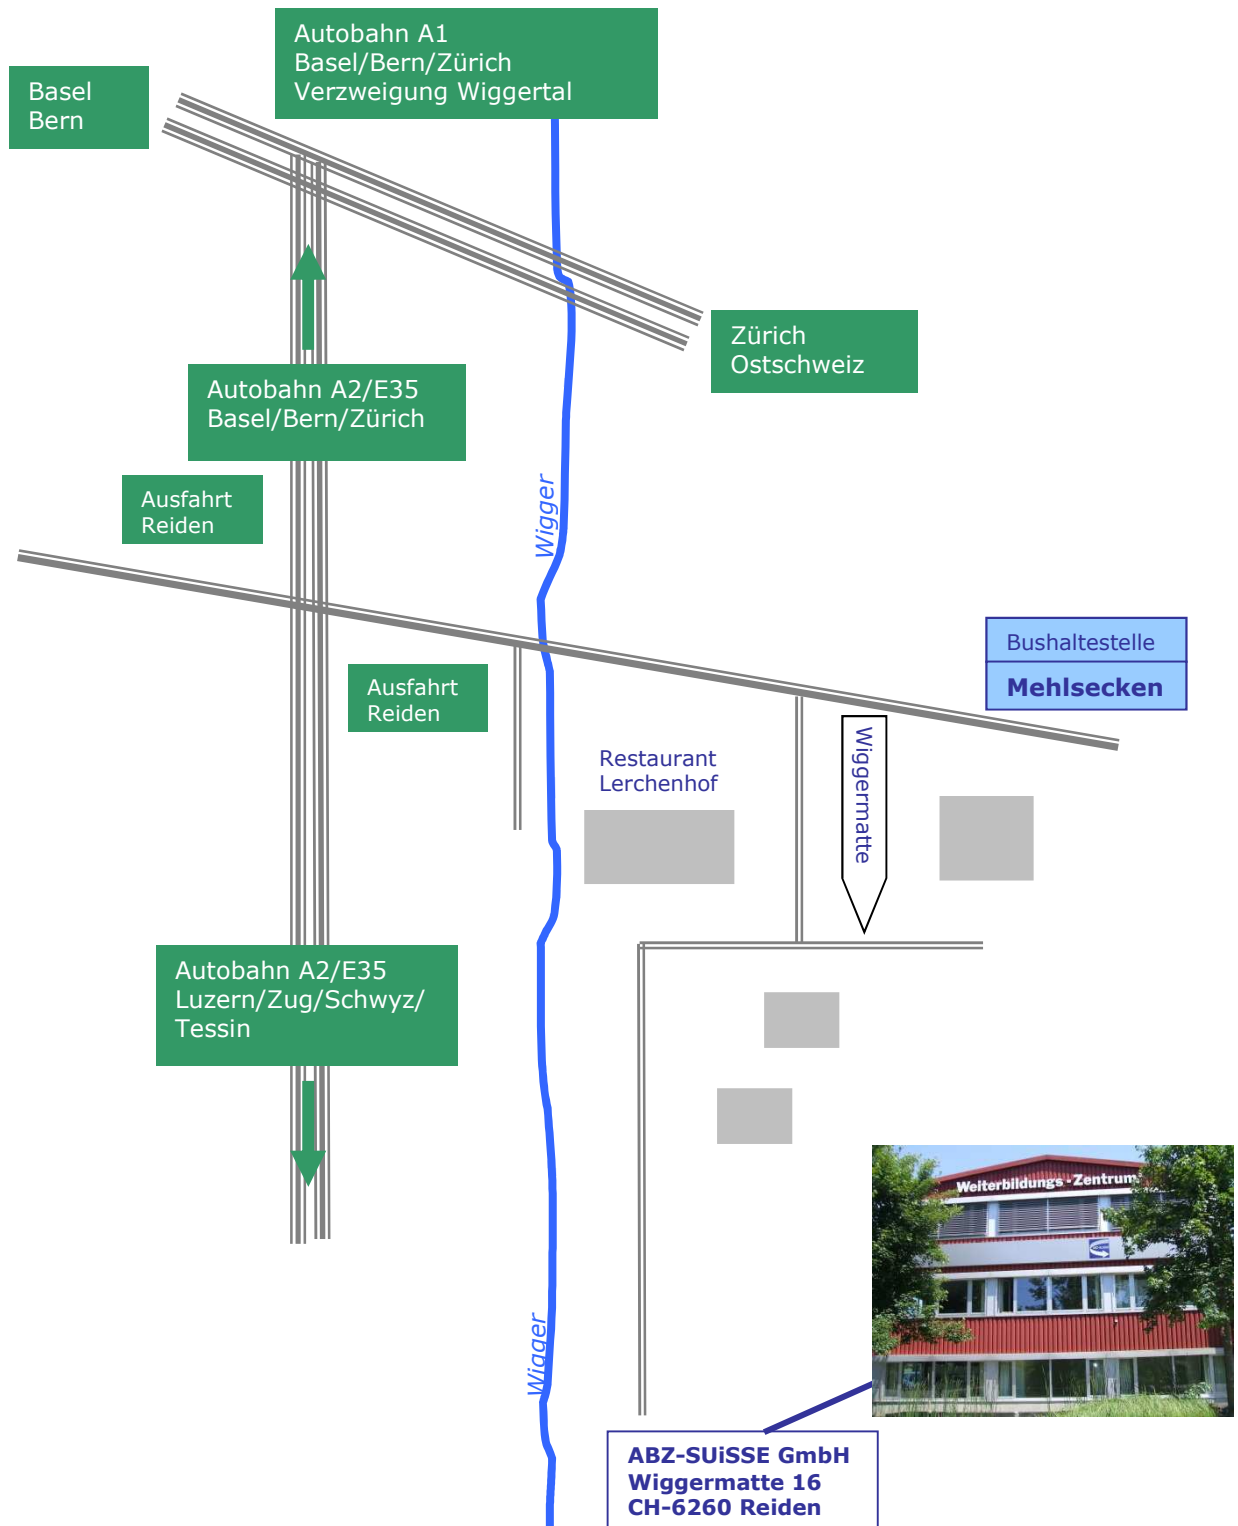 Autobahn A1
Basel/Bern/Zürich
Verzweigung Wiggertal
Basel
Bern
Zürich
Ostschweiz
Autobahn A2/E35
Basel/Bern/Zürich
Ausfahrt
Reiden
Wigger
Bushaltestelle
Mehlsecken
Ausfahrt
Reiden
Wiggermatte
Restaurant
Lerchenhof
Autobahn A2/E35
Luzern/Zug/Schwyz/
Tessin
Weiterbildungs-Zentrum
Wigger
ABZ-SUiSSE GmbH
Wiggermatte 16
CH-6260 Reiden